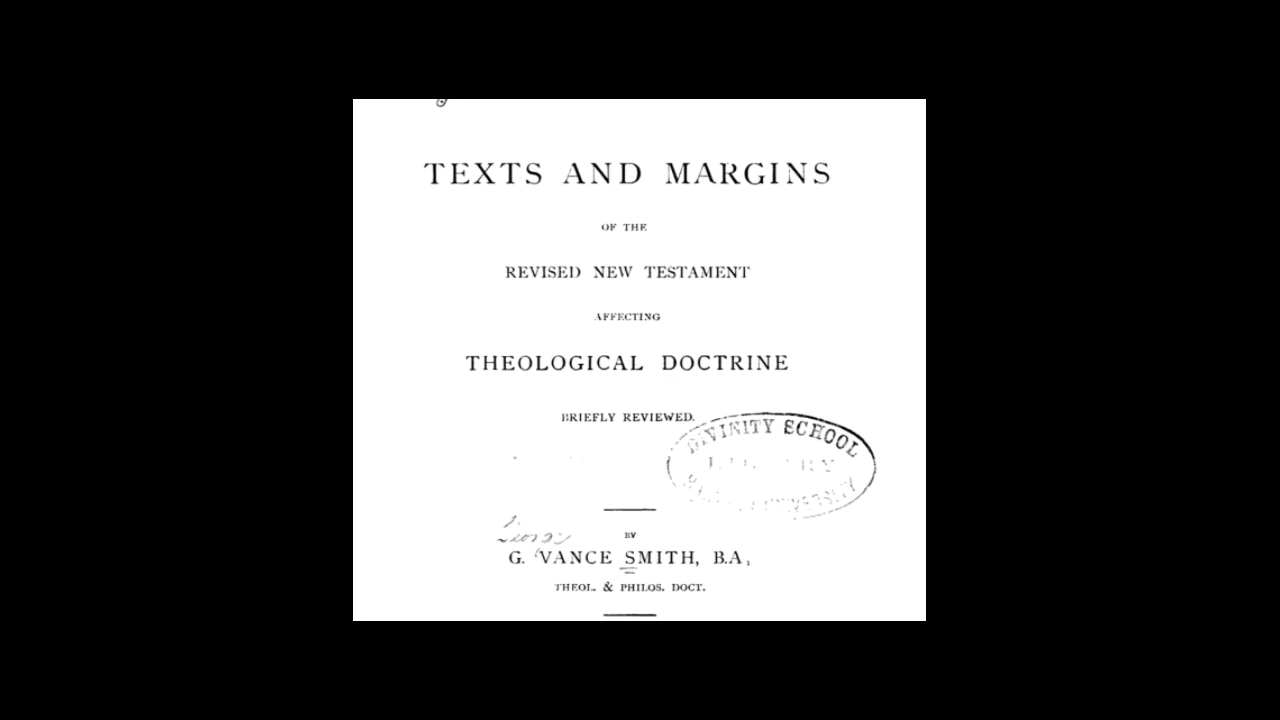 TEXTS AND MARGINS
OF THE
REVISED NEW TESTAMENT
AFFECTING
THEOLOGICAL DOCTRINE
BRIEFLY REVIEWED.
DIVINITY SCHOOL
BY
G. VANCE SMITH, B.A.,
THEOL. & PHILOS. DOCT.